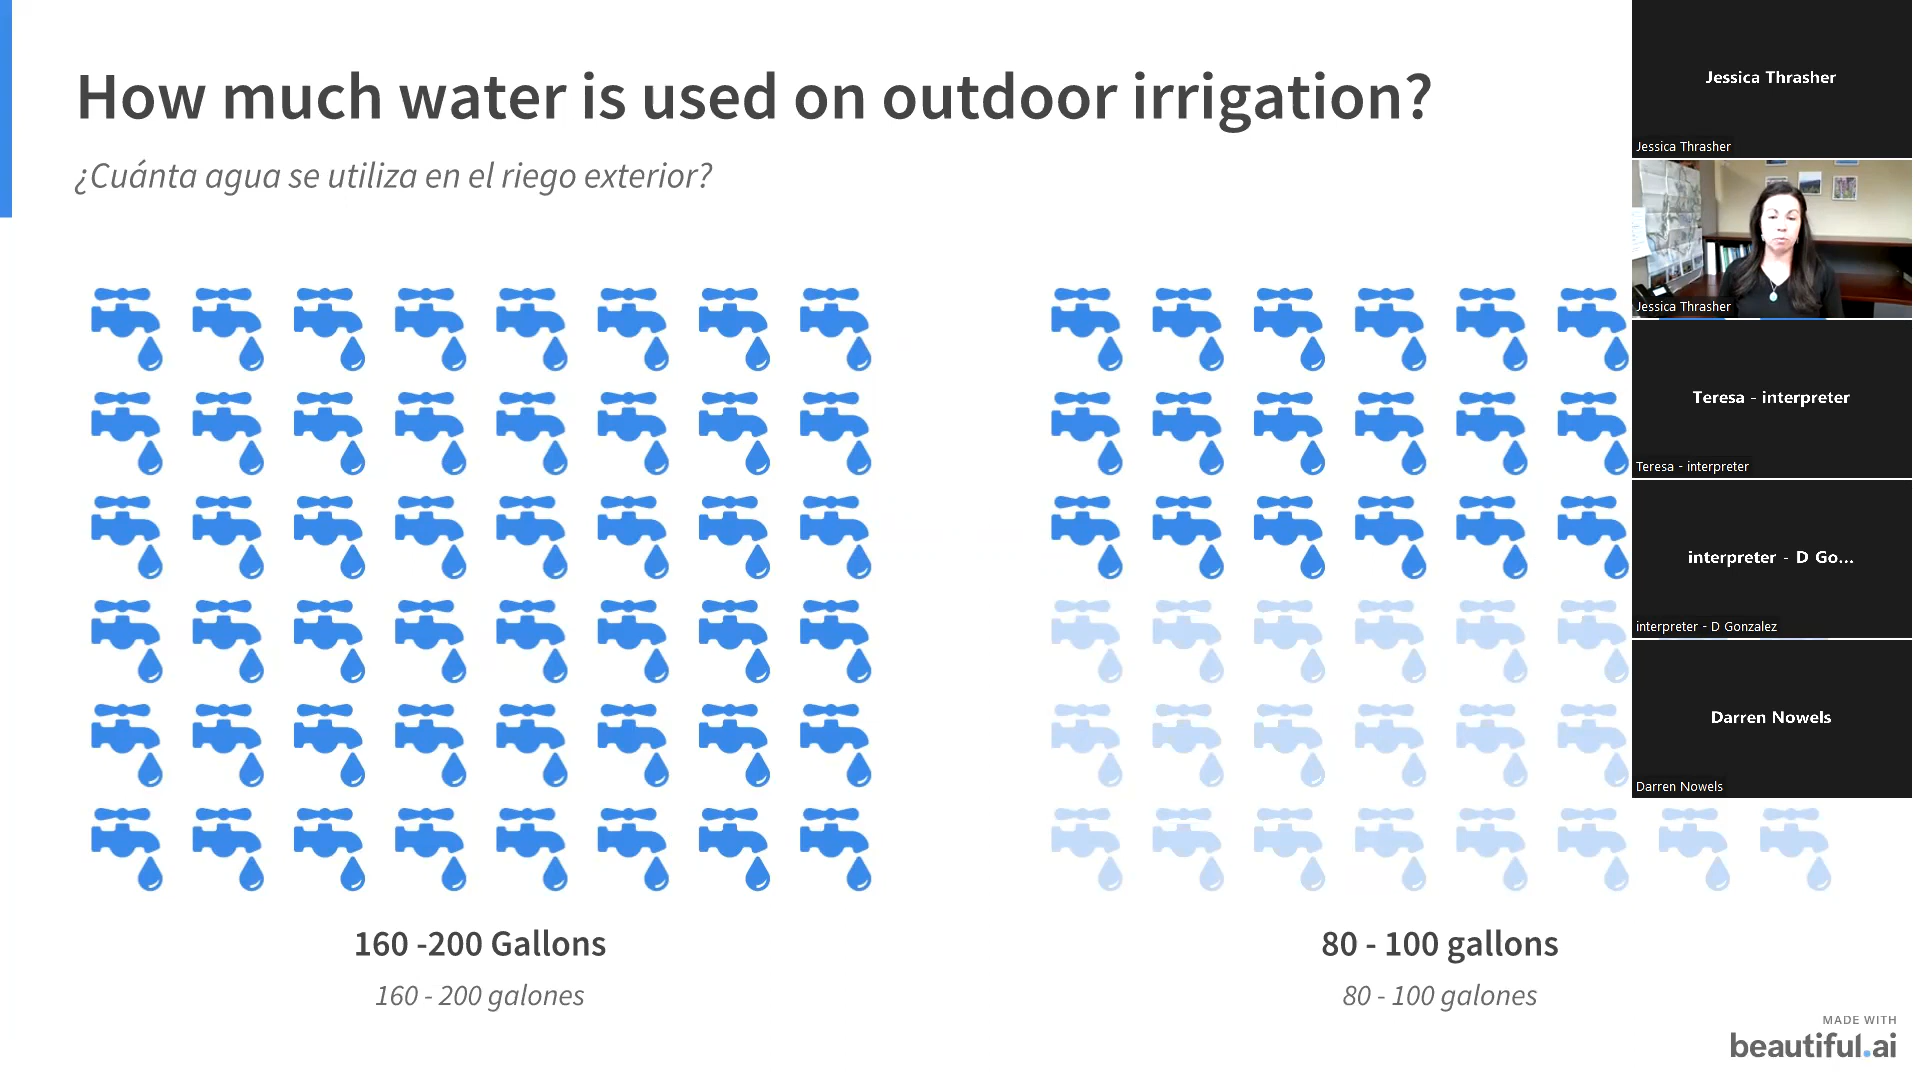 How much water is used on outdoor irrigation?
¿Cuánta agua se utiliza en el riego exterior?
160 -200 Gallons
160 - 200 galones
80 - 100 gallons
80 - 100 galones
MADE WITH
beautiful.ai
Jessica Thrasher
Jessica Thrasher
Jessica Thrasher
Teresa - interpreter
Teresa - interpreter
interpreter - D Go...
interpreter - D Gonzalez
Darren Nowels
Darren Nowels